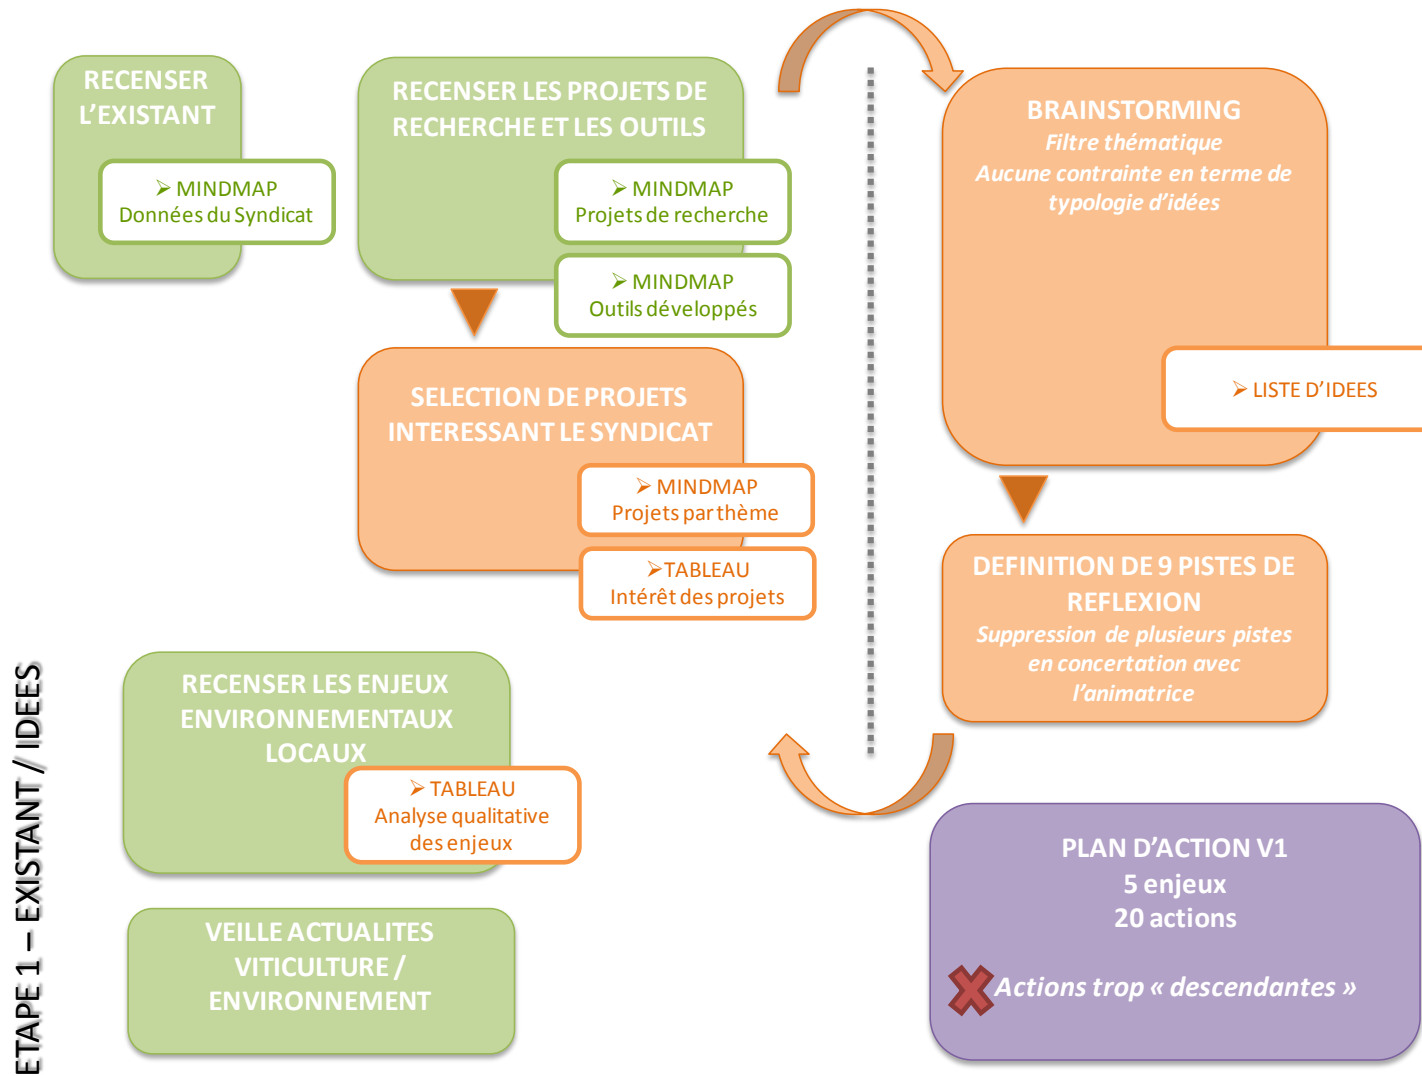 RECENSER
L'EXISTANT
➢ MINDMAP
Données du Syndicat
RECENSER LES PROJETS DE
RECHERCHE ET LES OUTILS
➢ MINDMAP
Projets de recherche
➢ MINDMAP
Outils développés
SELECTION DE PROJETS
INTERESSANT LE SYNDICAT
➢ MINDMAP
Projets par thème
➢TABLEAU
Intérêt des projets
RECENSER LES ENJEUX
ENVIRONNEMENTAUX
LOCAUX
➢ TABLEAU
Analyse qualitative
des enjeux
VEILLE ACTUALITES
VITICULTURE /
ENVIRONNEMENT
ETAPE 1 – EXISTANT / IDEES
BRAINSTORMING
Filtre thématique
Aucune contrainte en terme de
typologie d'idées
➢ LISTE D'IDEES
DEFINITION DE 9 PISTES DE
REFLEXION
Suppression de plusieurs pistes
en concertation avec
l'animatrice
PLAN D'ACTION V1
5 enjeux
20 actions
Actions trop « descendantes »